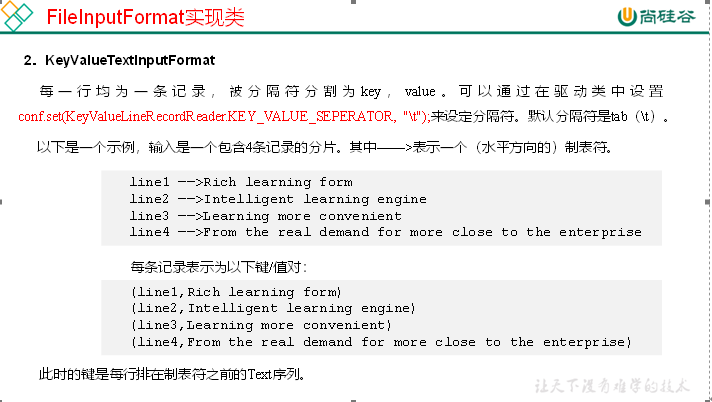 FileInputFormat实现类
尚硅谷
2．KeyValueTextInputFormat
每一行均为一条记录，被分隔符分割为key，value。可以通过在驱动类中设置
conf.set(KeyValueLineRecordReader.KEY_VALUE_SEPERATOR, "\t");来设定分隔符。默认分隔符是tab（\t）。
以下是一个示例，输入是一个包含4条记录的分片。其中——>表示一个（水平方向的）制表符。
line1 ——>Rich learning form
line2 ——>Intelligent learning engine
line3 ——>Learning more convenient
line4 ——>From the real demand for more close to the enterprise
每条记录表示为以下键/值对：
(line1,Rich learning form)
(line2,Intelligent learning engine)
(line3,Learning more convenient)
(line4,From the real demand for more close to the enterprise)
此时的键是每行排在制表符之前的Text序列。
让天下没有难学的技术